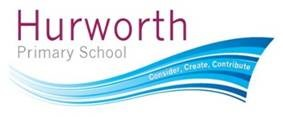 Hurworth
Primary School
Consider, Create, Contribute